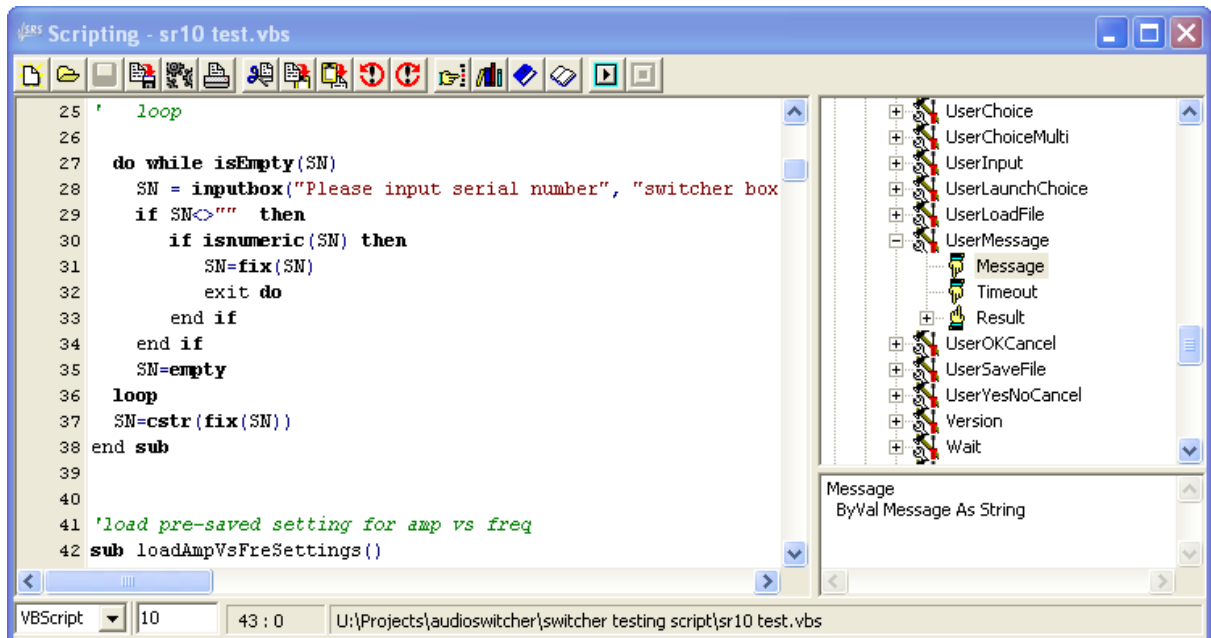 SRS Scripting - sr10 test.vbs
25 '   loop
26
27   do while isEmpty(SN)
28     SN = inputbox("Please input serial number", "switcher box
29     if SN<>""  then
30        if isnumeric(SN) then
31           SN=fix(SN)
32           exit do
33        end if
34     end if
35     SN=empty
36   loop
37   SN=cstr(fix(SN))
38 end sub
39
40
41 'load pre-saved setting for amp vs freq
42 sub loadAmpVsFreSettings()
UserChoice
UserChoiceMulti
UserInput
UserLaunchChoice
UserLoadFile
UserMessage
Message
Timeout
Result
UserOKCancel
UserSaveFile
UserYesNoCancel
Version
Wait
Message
ByVal Message As String
VBScript 10 43 : 0 U:\Projects\audioswitcher\switcher testing script\sr10 test.vbs